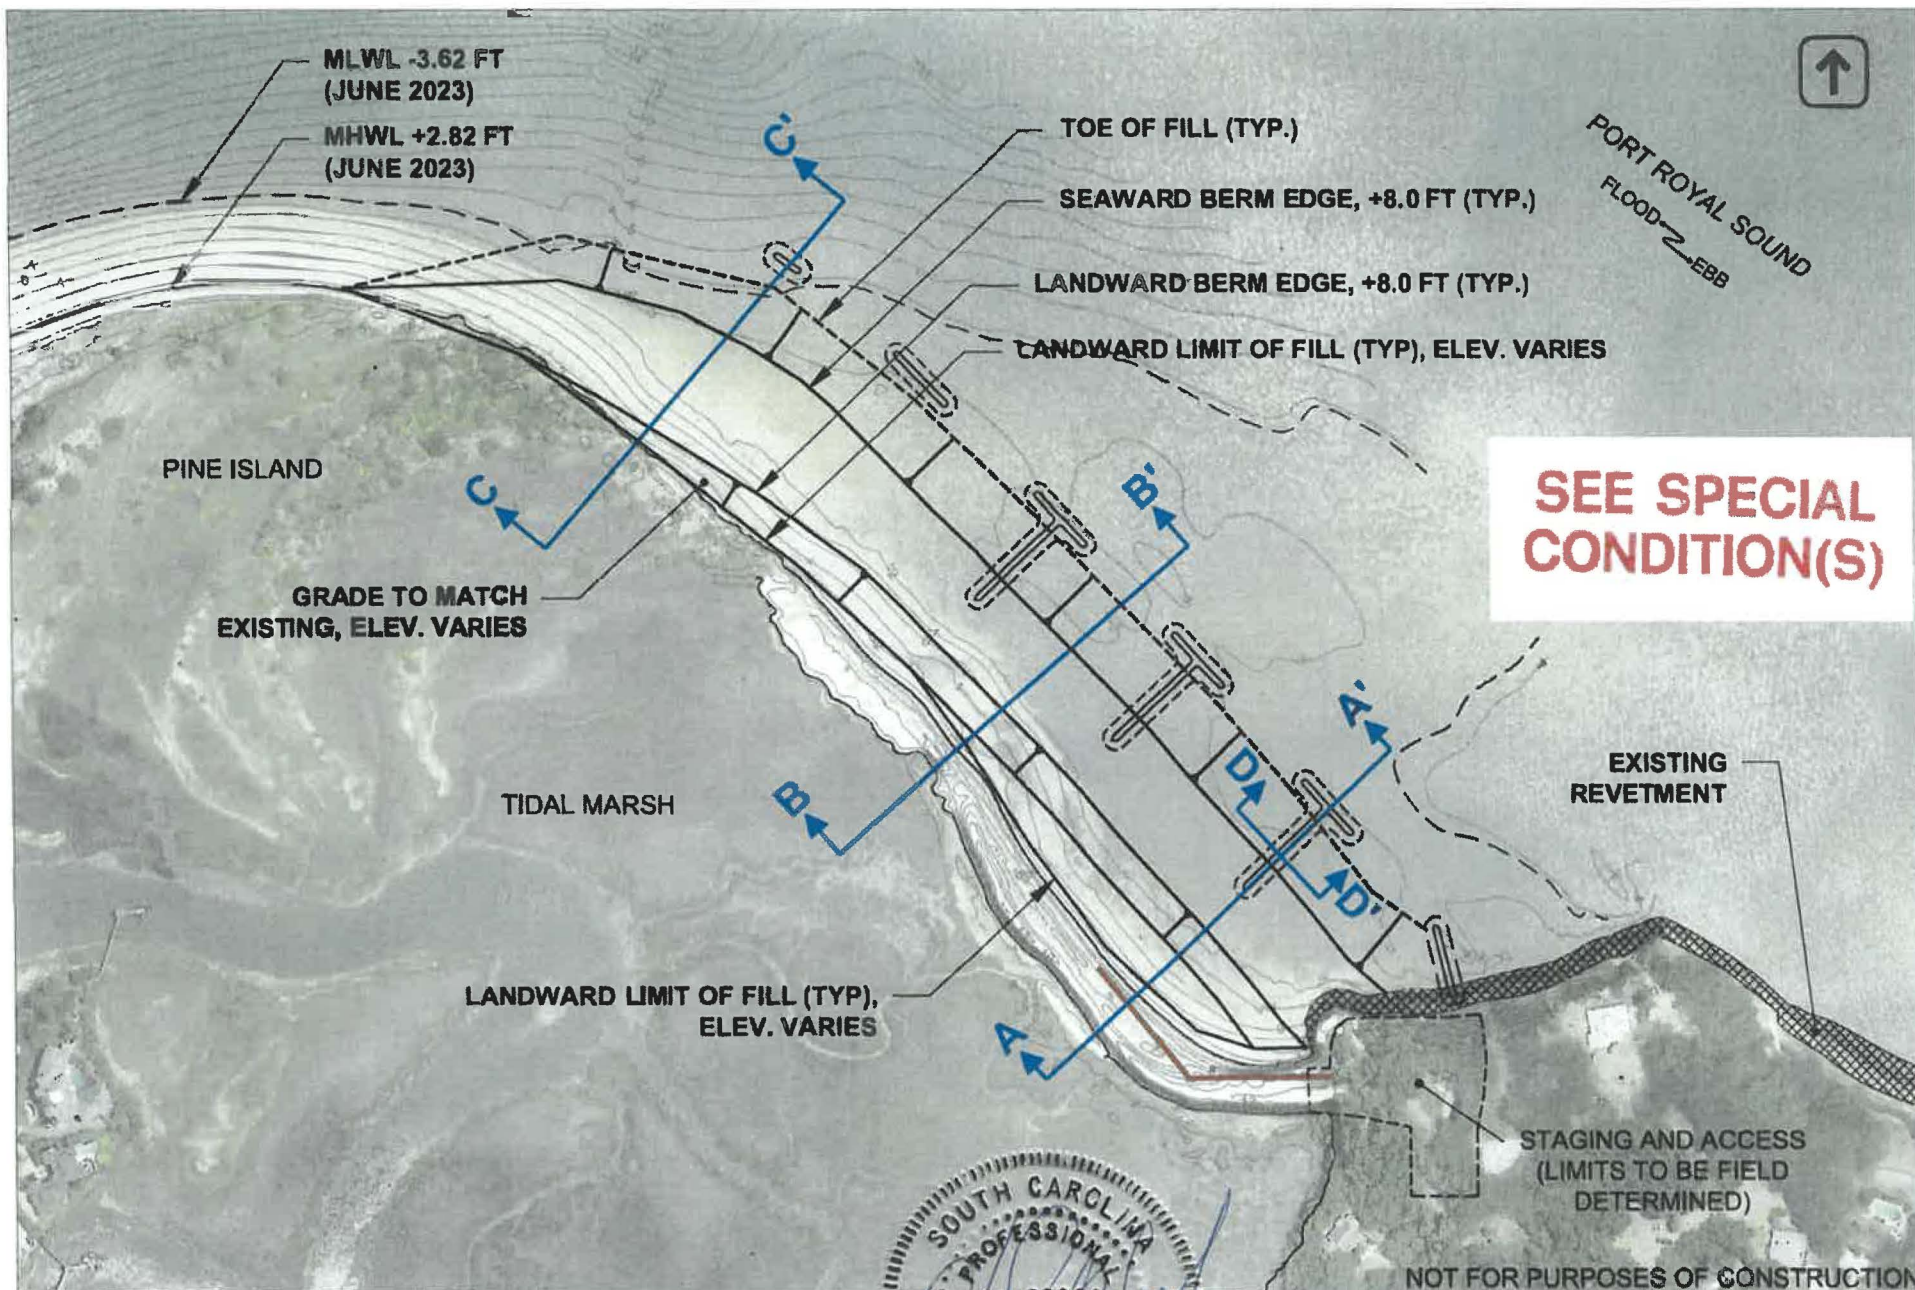 MLWL -3.62 FT
(JUNE 2023)
MHWL +2.82 FT
(JUNE 2023)
C'
TOE OF FILL (TYP.)
SEAWARD BERM EDGE, +8.0 FT (TYP.)
LANDWARD BERM EDGE, +8.0 FT (TYP.)
LANDWARD LIMIT OF FILL (TYP), ELEV. VARIES
PORT ROYAL SOUND
FLOOD
EBB
PINE ISLAND
C
B'
SEE SPECIAL
CONDITION(S)
GRADE TO MATCH
EXISTING, ELEV. VARIES
A'
D
B
TIDAL MARSH
EXISTING
REVETMENT
D'
LANDWARD LIMIT OF FILL (TYP),
ELEV. VARIES
A
STAGING AND ACCESS
(LIMITS TO BE FIELD
DETERMINED)
SOUTH CAROLINA
PROFESSIONAL
NOT FOR PURPOSES OF CONSTRUCTION